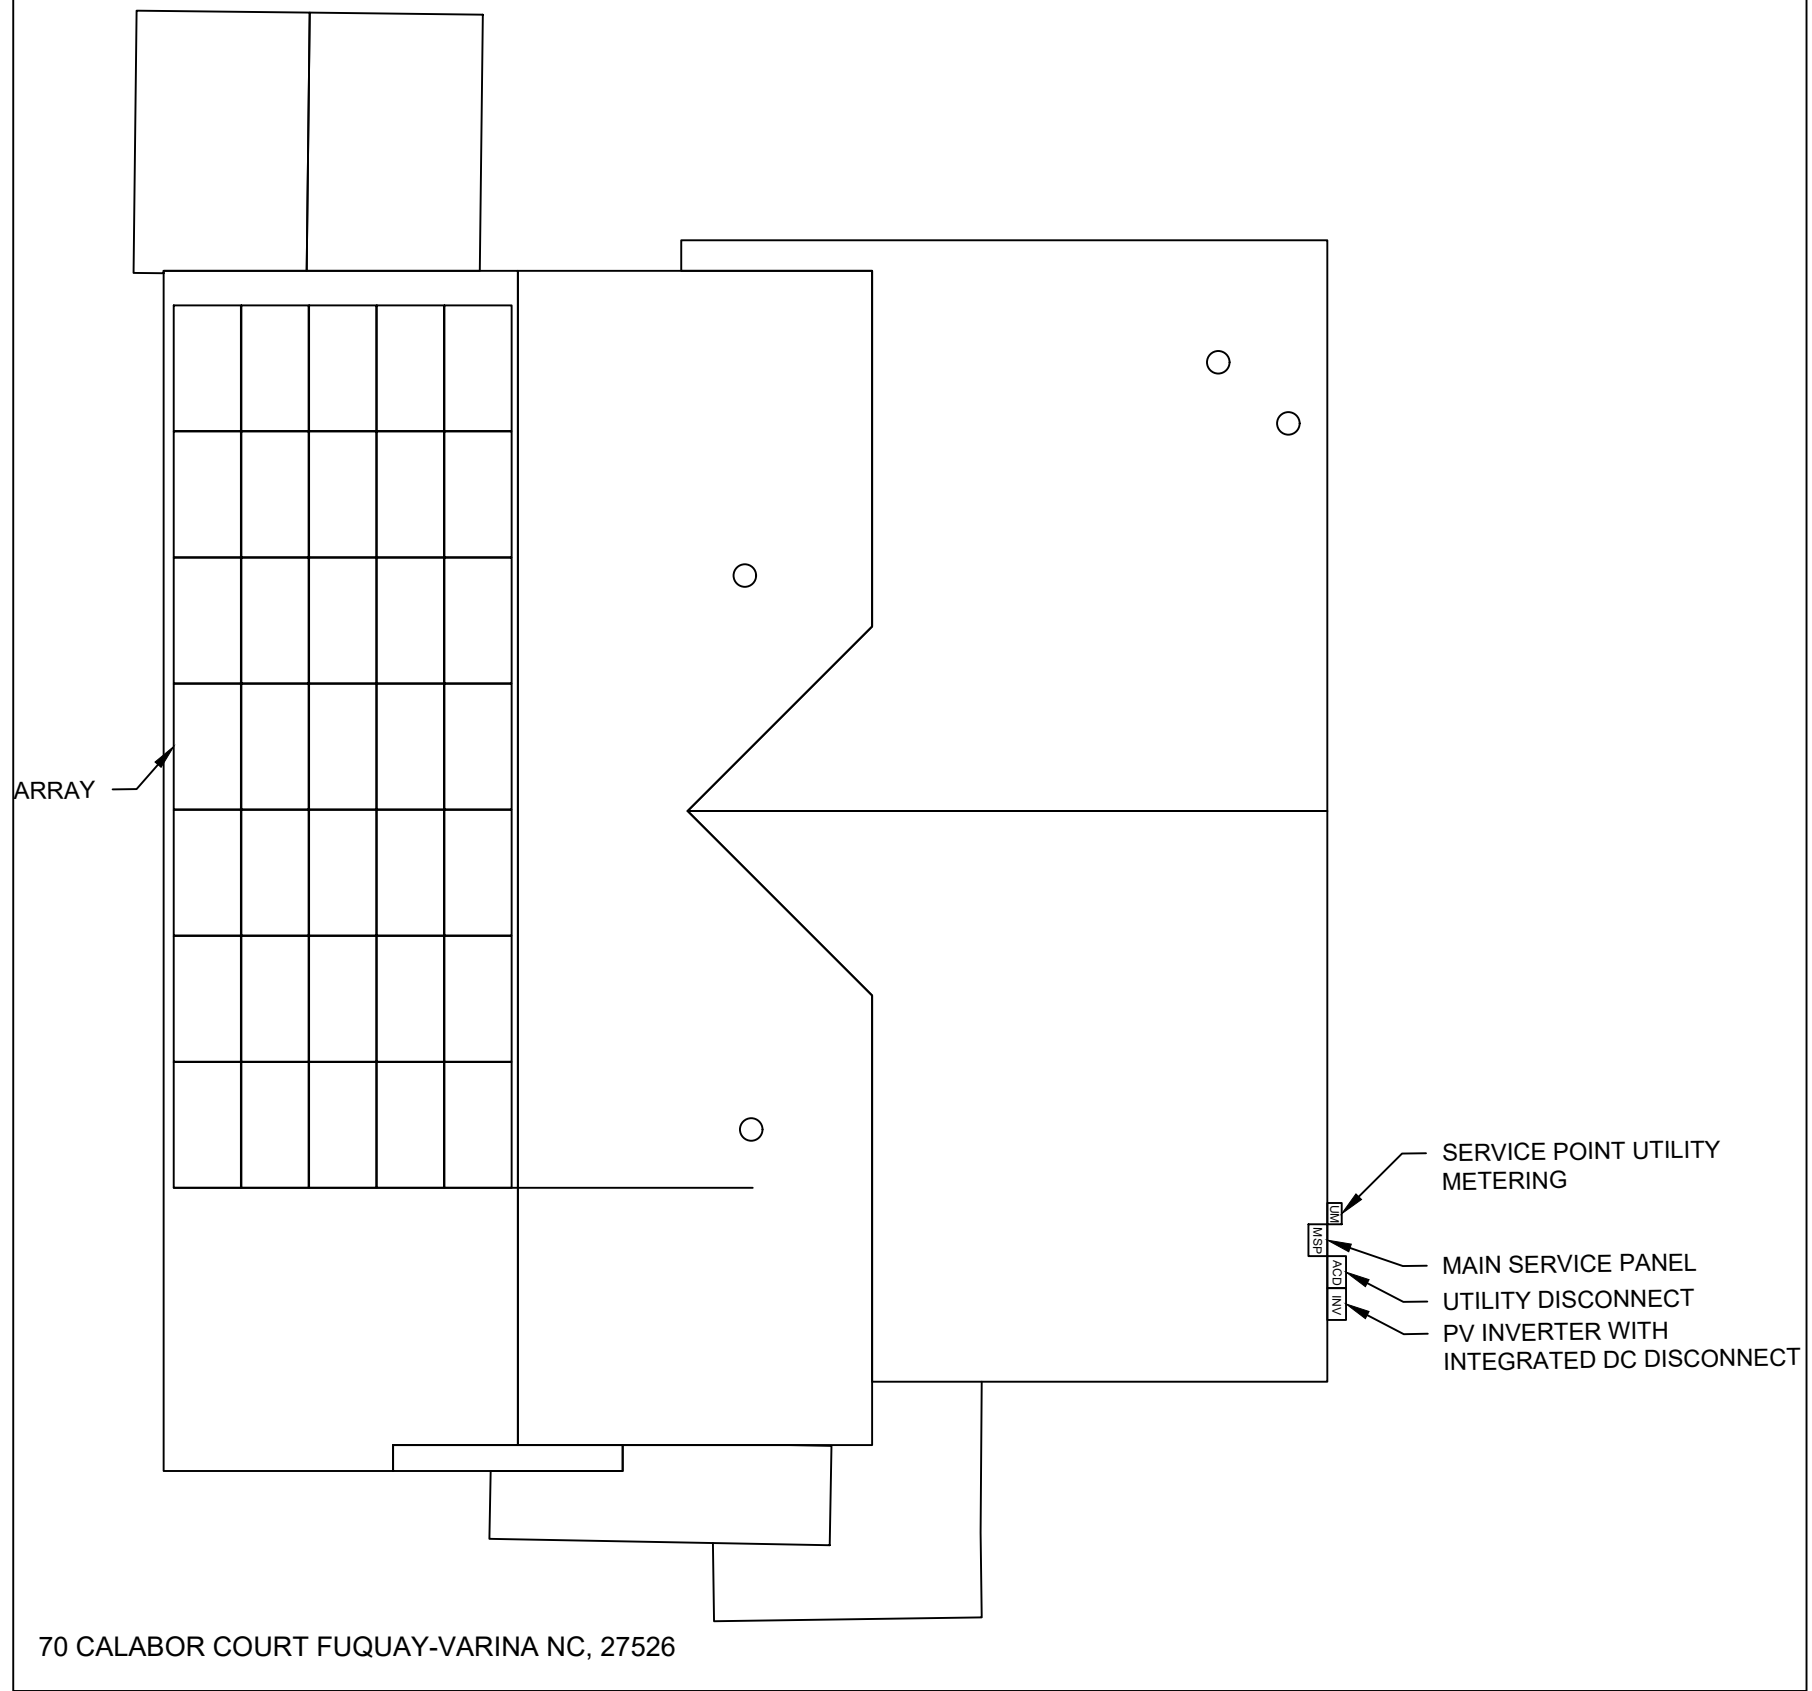 ARRAY
SERVICE POINT UTILITY
METERING
UM
MSP
MAIN SERVICE PANEL
ACD
UTILITY DISCONNECT
INV
PV INVERTER WITH
INTEGRATED DC DISCONNECT
70 CALABOR COURT FUQUAY-VARINA NC, 27526